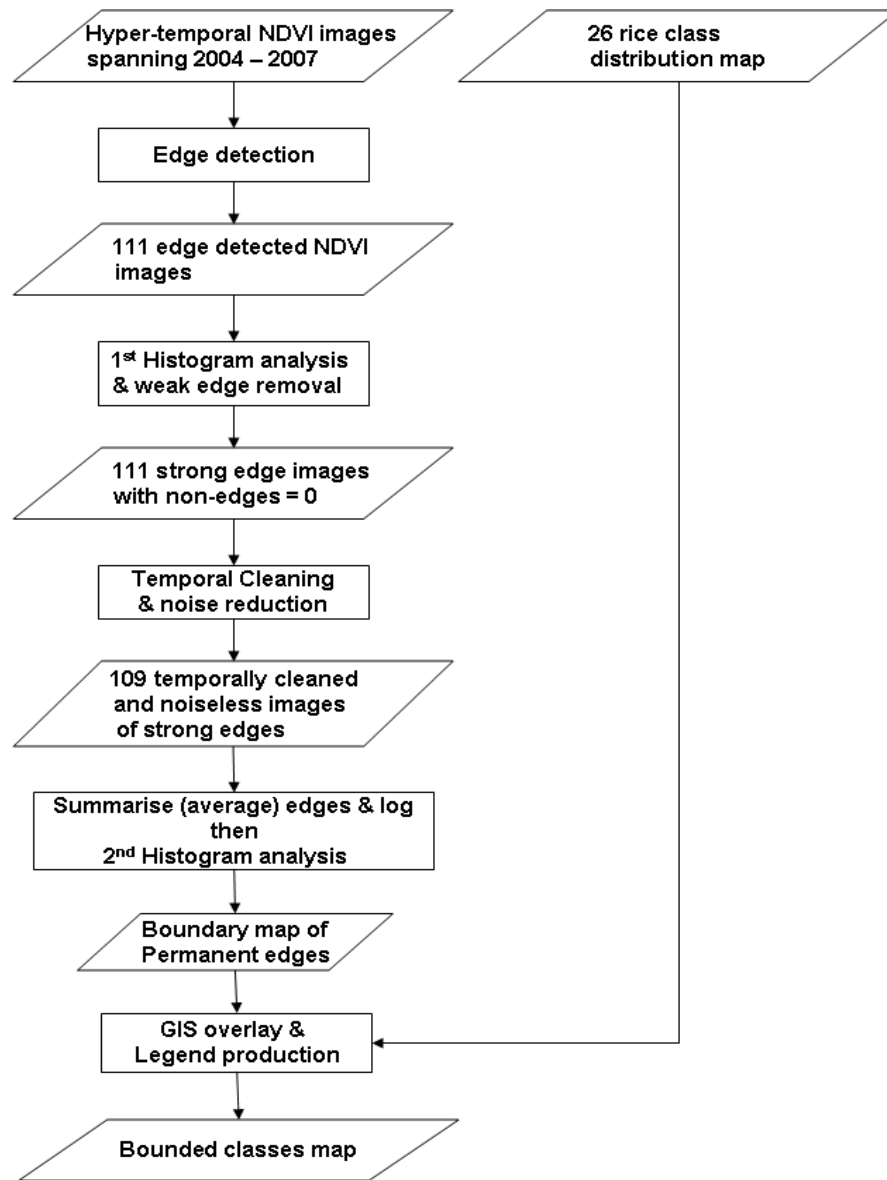 Hyper-temporal NDVI images
spanning 2004 – 2007
26 rice class
distribution map
Edge detection
111 edge detected NDVI
images
1st Histogram analysis
& weak edge removal
111 strong edge images
with non-edges = 0
Temporal Cleaning
& noise reduction
109 temporally cleaned
and noiseless images
of strong edges
Summarise (average) edges & log
then
2nd Histogram analysis
Boundary map of
Permanent edges
GIS overlay &
Legend production
Bounded classes map